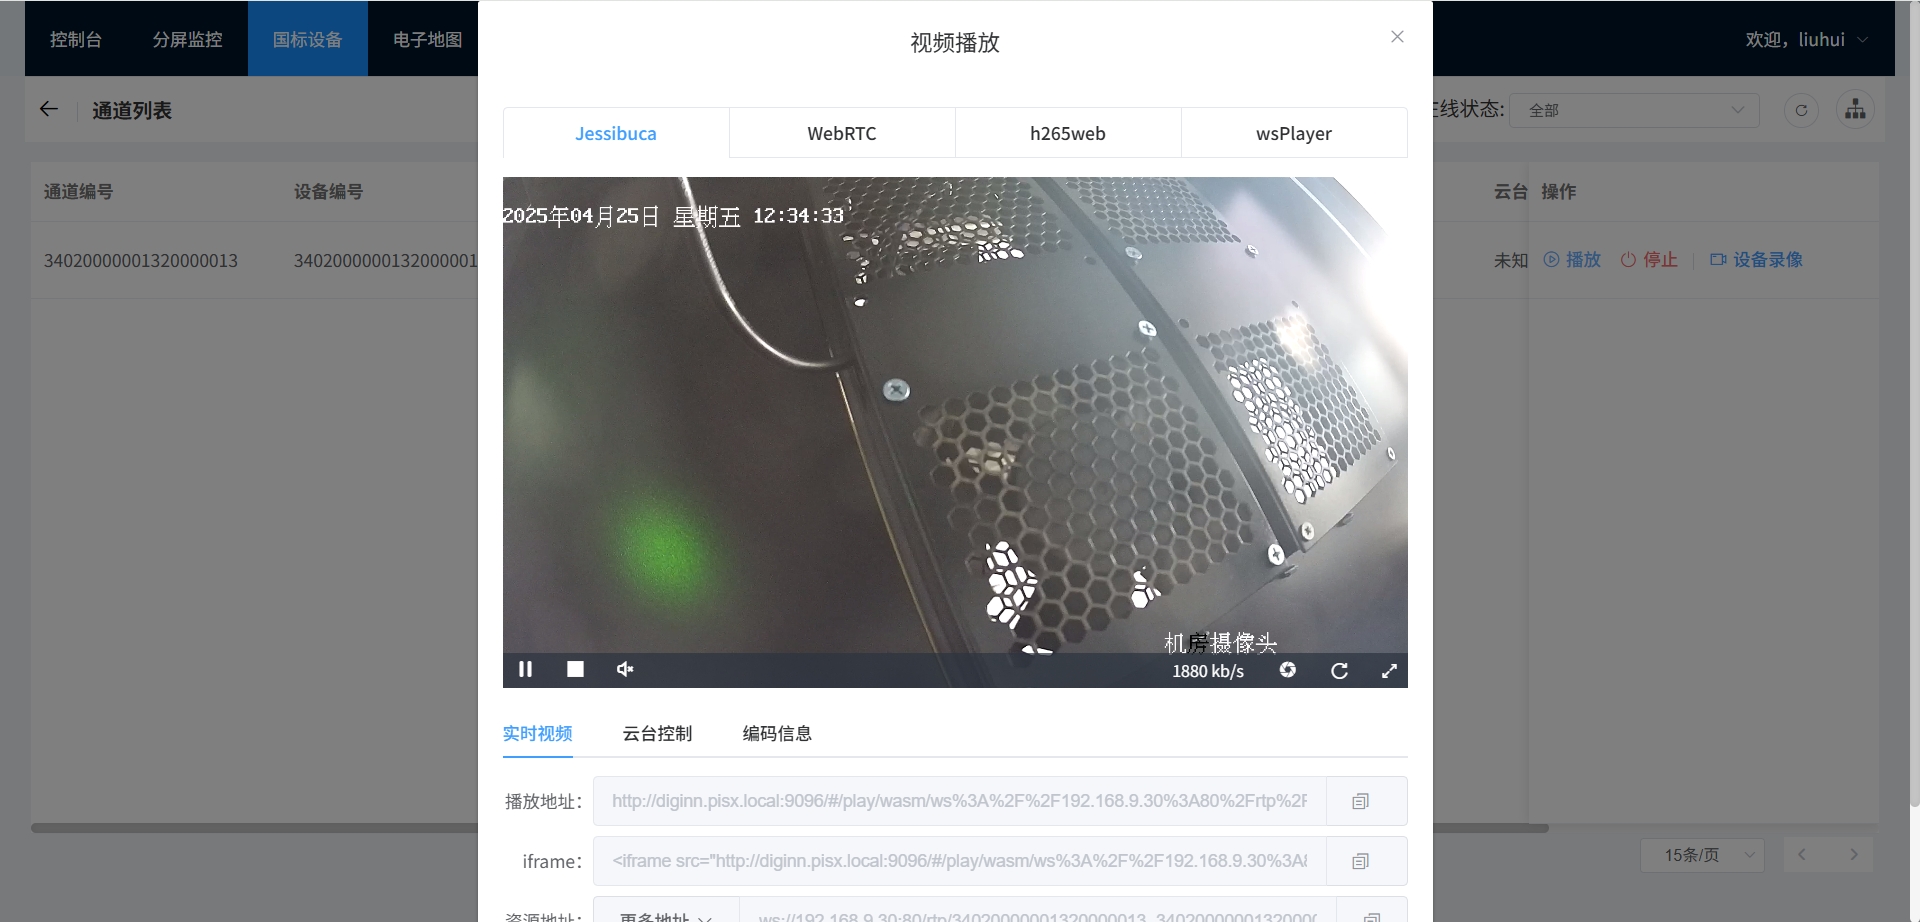 控制台 分屏监控 国标设备 电子地图 视频播放 欢迎，liuhui
通道列表 在线状态: 全部
Jessibuca WebRTC h265web wsPlayer
通道编号 设备编号 云台 操作
2025年04月25日 星期五 12:34:33
34020000001320000013 3402000000132000001 未知 播放 停止 设备录像
机房摄像头
1880 kb/s
实时视频 云台控制 编码信息
播放地址： http://diginn.pisx.local:9096/#/play/wasm/ws%3A%2F%2F192.168.9.30%3A80%2Frtp%2F
iframe： <iframe src="http://diginn.pisx.local:9096/#/play/wasm/ws%3A%2F%2F192.168.9.30%3A8
15条/页
资源地址： 更多地址 ws://192.168.9.30:80/rtp/34020000001320000013_3402000000132000